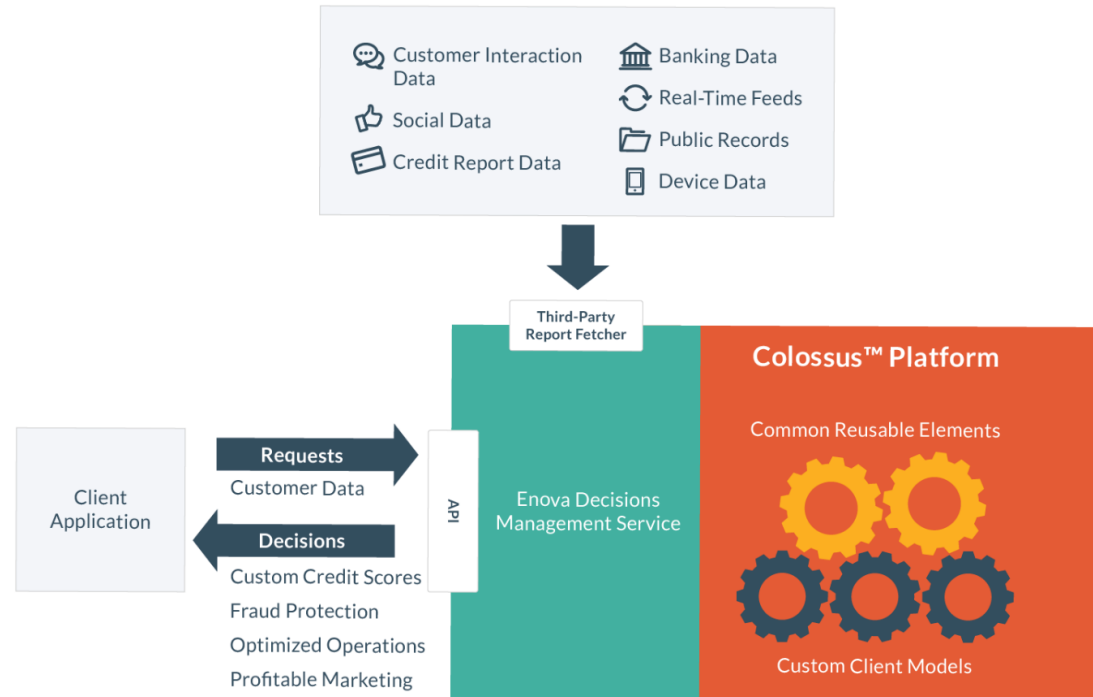 Customer Interaction
Data
Social Data
Credit Report Data
Banking Data
Real-Time Feeds
Public Records
Device Data
Third-Party
Report Fetcher
Colossus™ Platform
Common Reusable Elements
Custom Client Models
Enova Decisions
Management Service
API
Client
Application
Requests
Customer Data
Decisions
Custom Credit Scores
Fraud Protection
Optimized Operations
Profitable Marketing